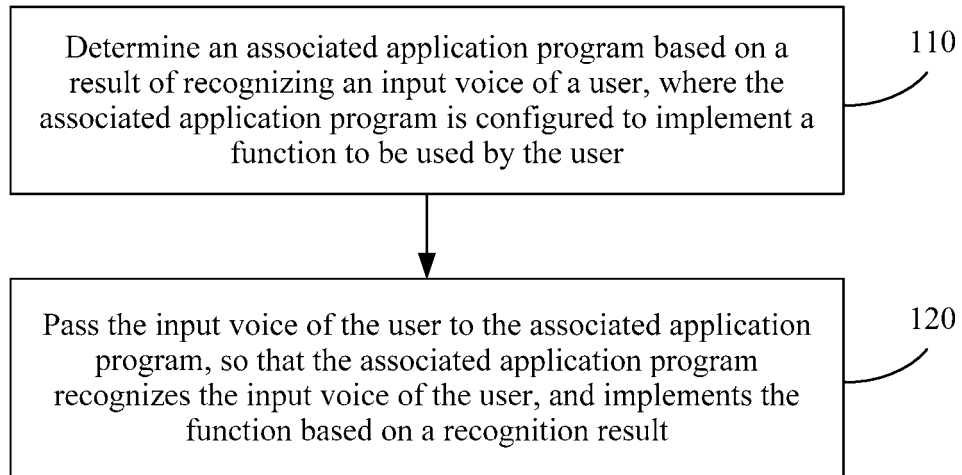 Determine an associated application program based on a
result of recognizing an input voice of a user, where the
associated application program is configured to implement a
function to be used by the user
110
Pass the input voice of the user to the associated application
program, so that the associated application program
recognizes the input voice of the user, and implements the
function based on a recognition result
120